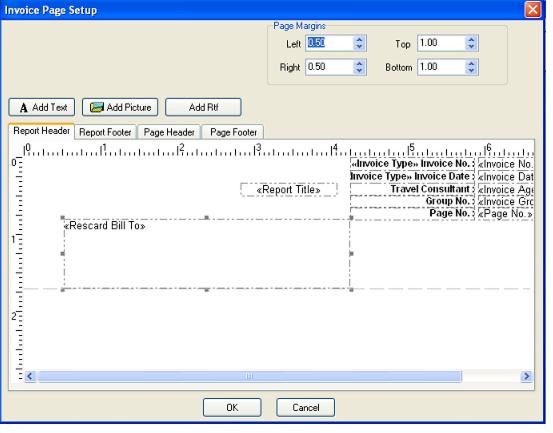 Invoice Page Setup
Page Margins
Left 0.50 Top 1.00
Right 0.50 Bottom 1.00
A Add Text Add Picture Add Rtf
Report Header Report Footer Page Header Page Footer
0 1 2 3 4 5 6
«Invoice Type» Invoice No.: «Invoice No.
0 Invoice Type» Invoice Date: «Invoice Dat
«Report Title» Travel Consultant: «Invoice Age
Group No.: «Invoice Gro
Page No.: «Page No.»
«Rescard Bill To»
1
2
OK Cancel